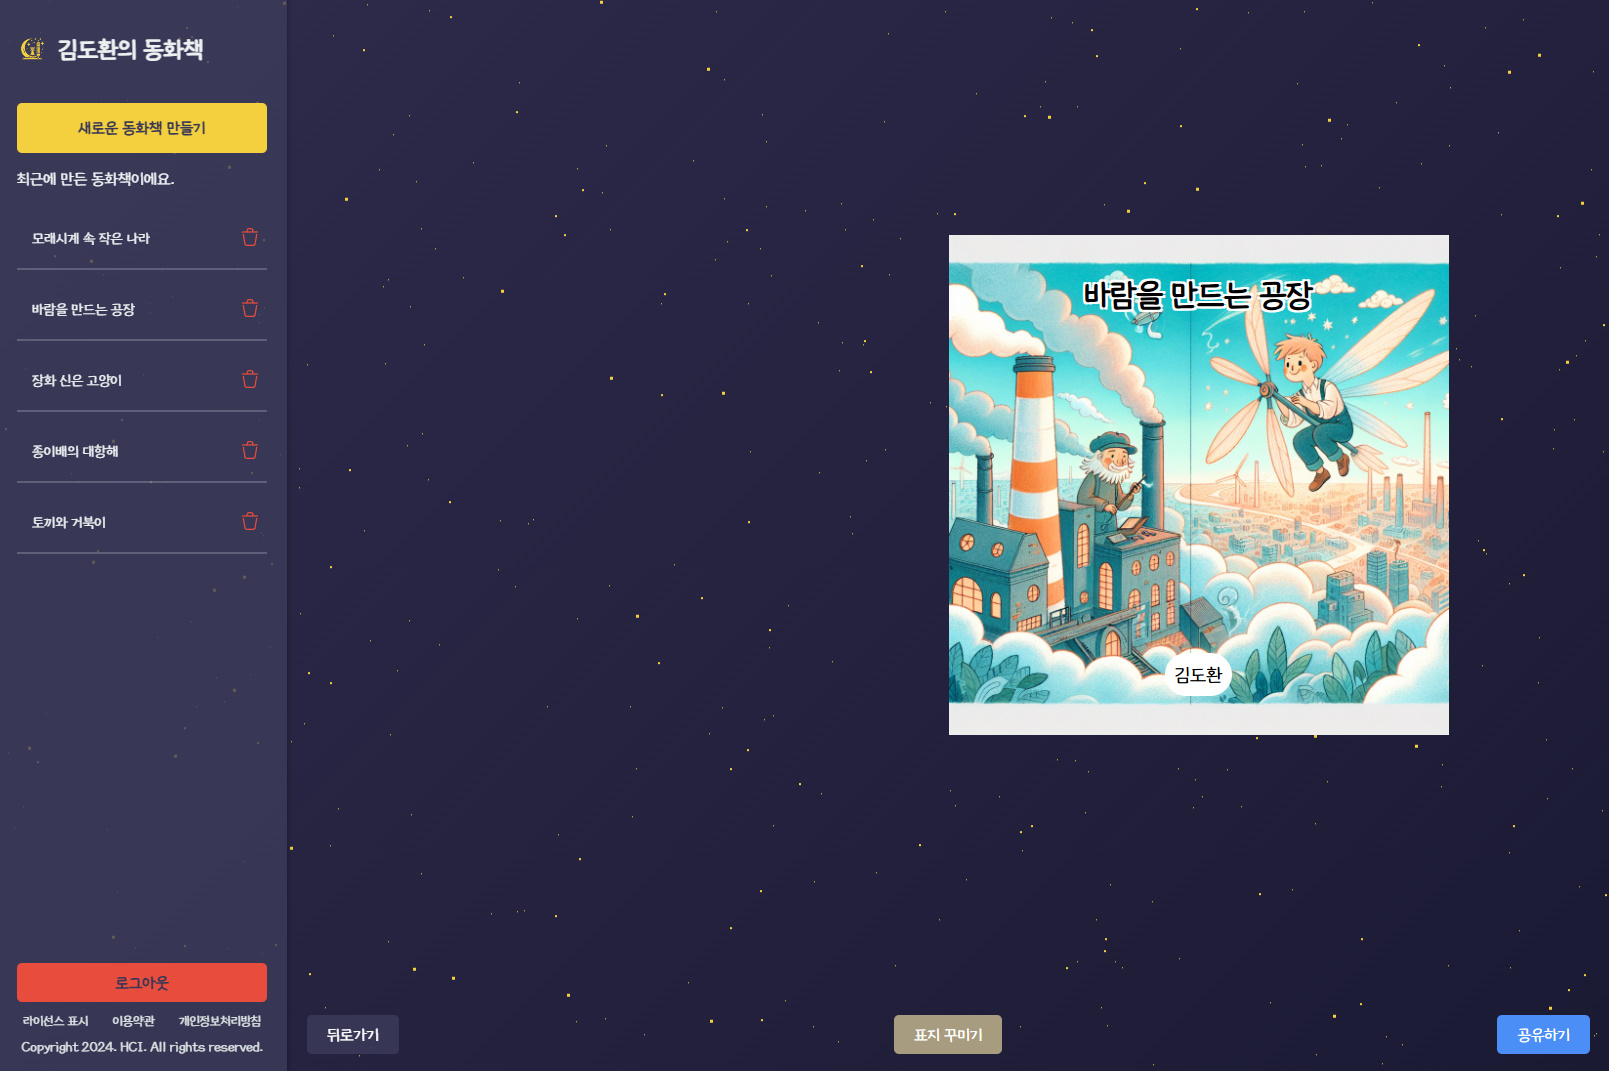 김도환의 동화책
새로운 동화책 만들기
최근에 만든 동화책이에요.
모래시계 속 작은 나라
바람을 만드는 공장
장화 신은 고양이
종이배의 대항해
토끼와 거북이
로그아웃
라이선스 표시 이용약관 개인정보처리방침
Copyright 2024. HCI. All rights reserved.
바람을 만드는 공장
김도환
뒤로가기
표지 꾸미기
공유하기